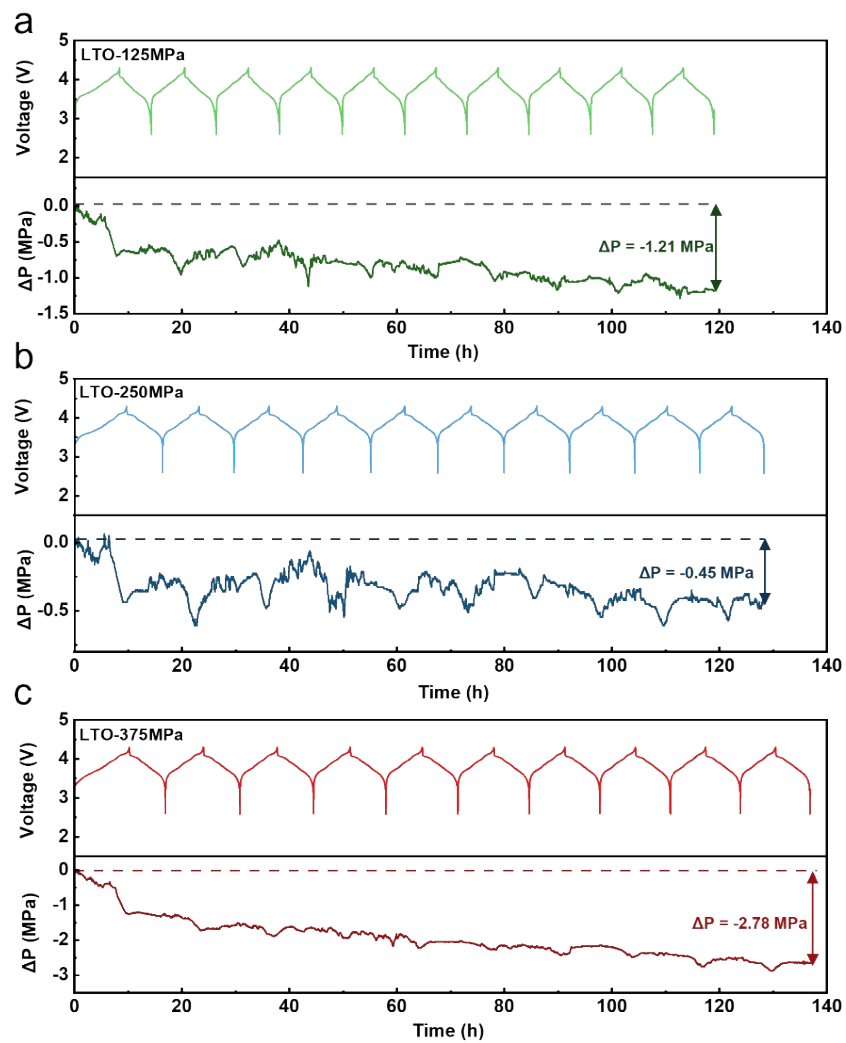 a
LTO-125MPa
Voltage (V)
5
4
3
2
ΔP (MPa)
0.0
-0.5
-1.0
-1.5
ΔP = -1.21 MPa
0 20 40 60 80 100 120 140
Time (h)
b
LTO-250MPa
Voltage (V)
5
4
3
2
ΔP (MPa)
0.0
-0.5
ΔP = -0.45 MPa
0 20 40 60 80 100 120 140
Time (h)
c
LTO-375MPa
Voltage (V)
5
4
3
2
ΔP (MPa)
0
-1
-2
-3
ΔP = -2.78 MPa
0 20 40 60 80 100 120 140
Time (h)